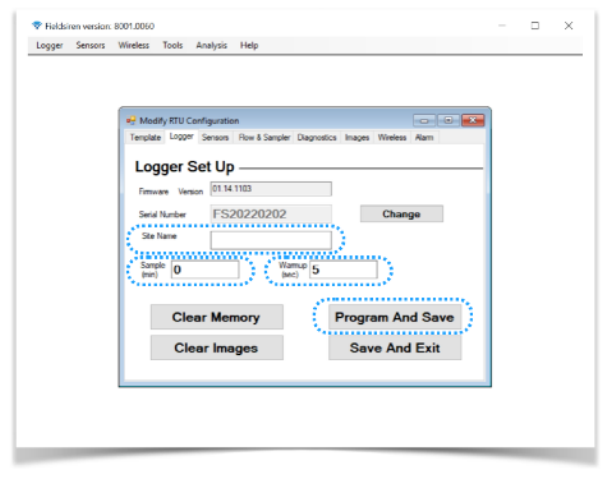 Fieldsiren version: 8001.0060
Logger Sensors Wireless Tools Analysis Help
Modify RTU Configuration
Template Logger Sensors Flow & Sampler Diagnostics Images Wireless Alarm
Logger Set Up
Firmware Version 01.14.1103
Serial Number FS20220202 Change
Site Name
Sample (min) 0 Warmup (sec) 5
Clear Memory Program And Save
Clear Images Save And Exit